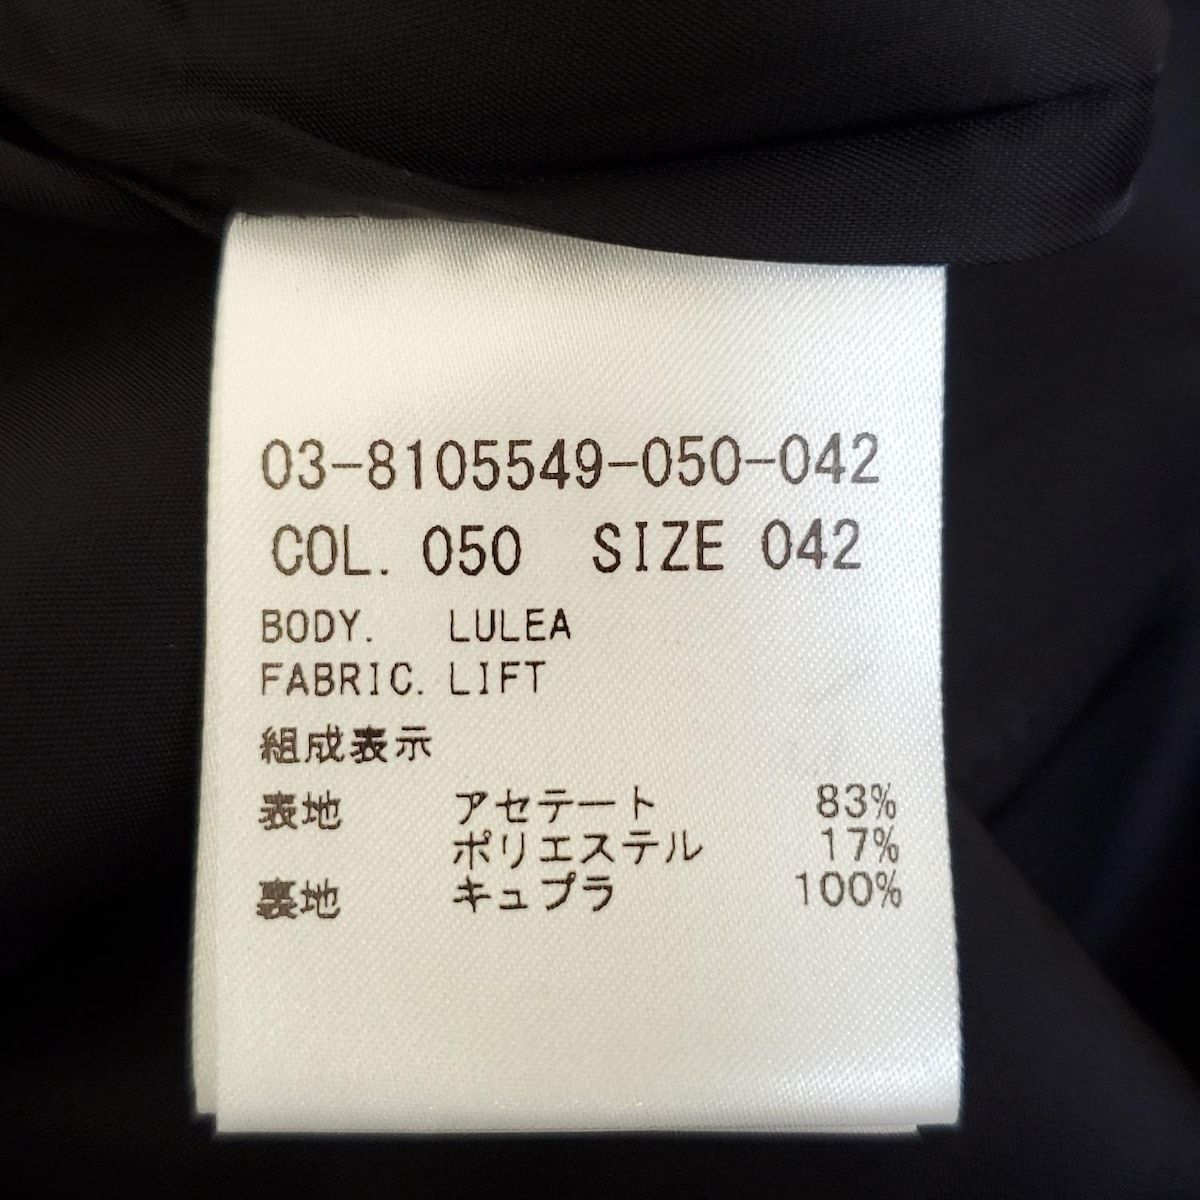 03-8105549-050-042
COL. 050 SIZE 042
BODY. LULEA
FABRIC. LIFT
組成表示
表地 アセテート 83%
ポリエステル 17%
裏地 キュプラ 100%